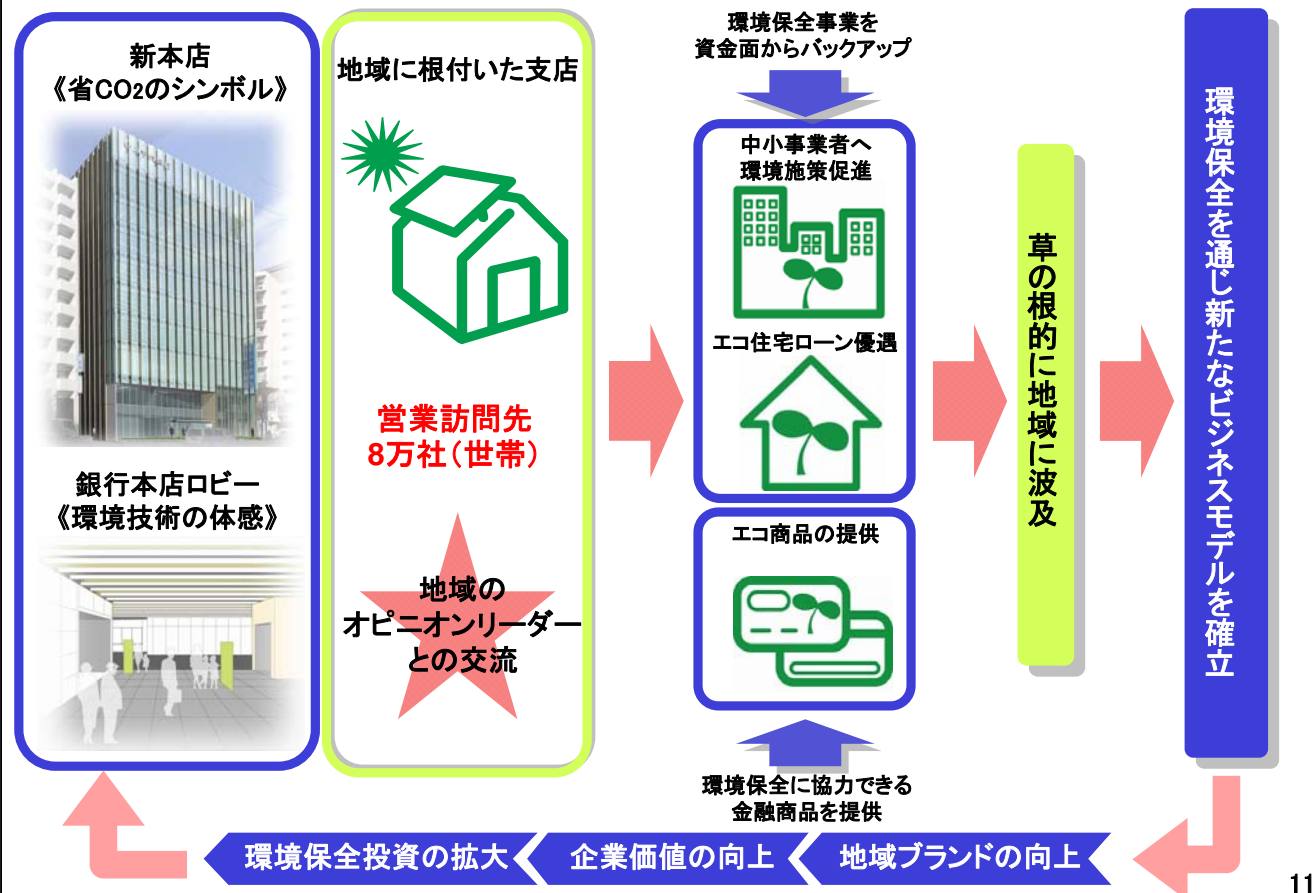 新本店
《省CO2のシンボル》
銀行本店ロビー
《環境技術の体感》
地域に根付いた支店
営業訪問先
8万社(世帯)
地域の
オピニオンリーダー
との交流
環境保全事業を
資金面からバックアップ
中小事業者へ
環境施策促進
エコ住宅ローン優遇
エコ商品の提供
環境保全に協力できる
金融商品を提供
草の根的に地域に波及
環境保全を通じ新たなビジネスモデルを確立
地域ブランドの向上
企業価値の向上
環境保全投資の拡大
11